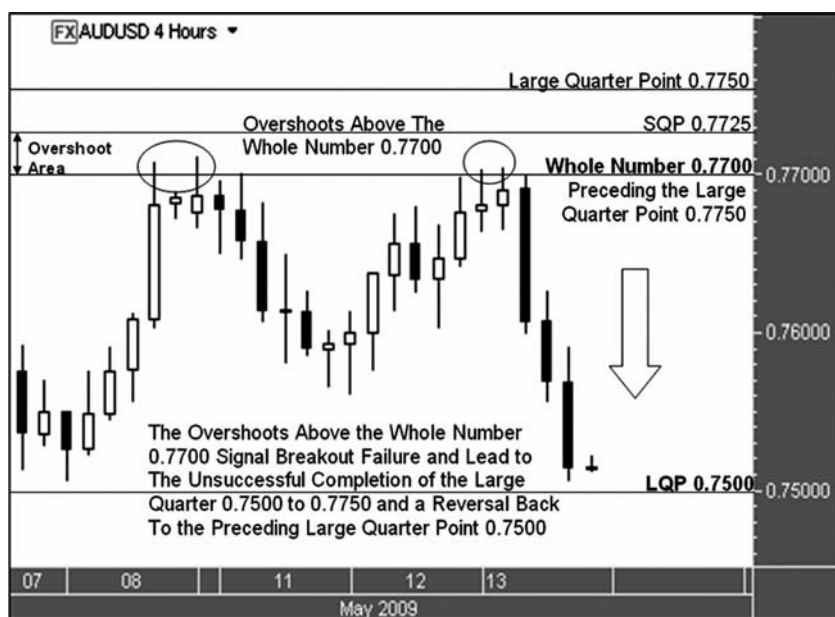 FX AUDUSD 4 Hours
Large Quarter Point 0.7750
Overshoots Above The
Whole Number 0.7700
SQP 0.7725
Overshoot
Area
Whole Number 0.7700
Preceding the Large
Quarter Point 0.7750
0.77000
0.76000
The Overshoots Above the Whole Number
0.7700 Signal Breakout Failure and Lead to
The Unsuccessful Completion of the Large
Quarter 0.7500 to 0.7750 and a Reversal Back
To the Preceding Large Quarter Point 0.7500
LQP 0.7500
0.75000
07 08 11 12 13
May 2009